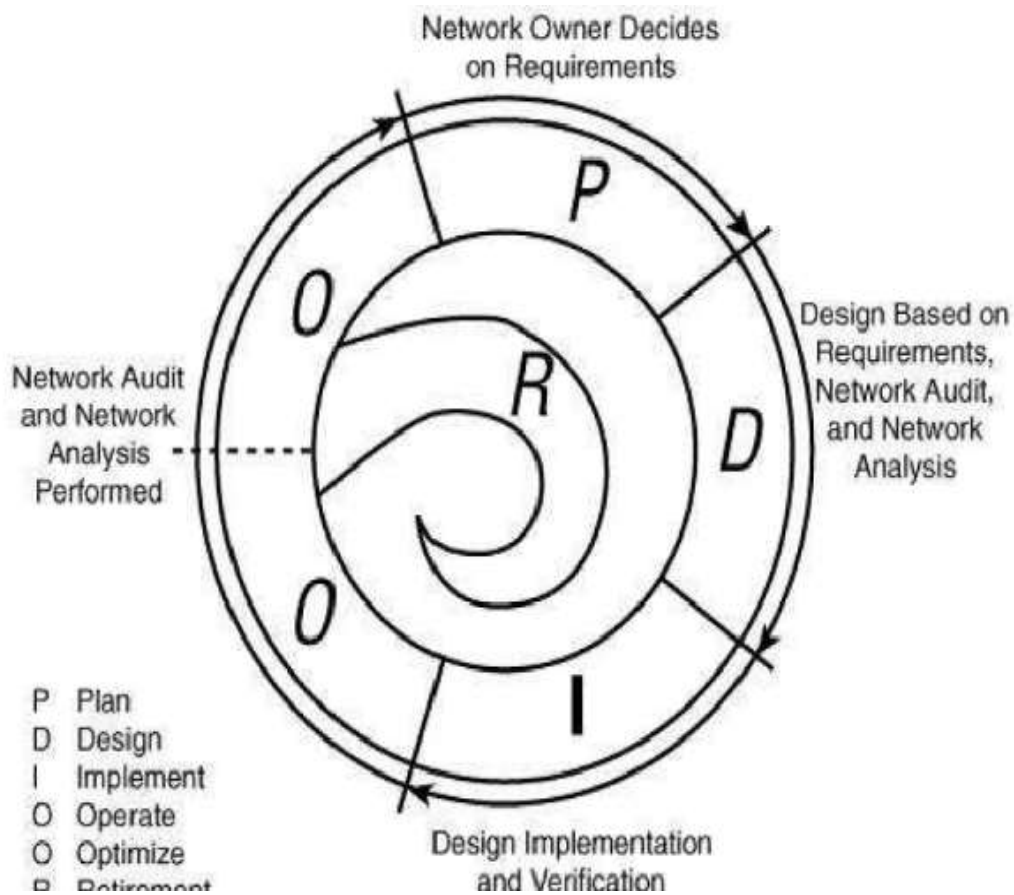 Network Owner Decides
on Requirements
P
O
R
D
Design Based on
Requirements,
Network Audit,
and Network
Analysis
Network Audit
and Network
Analysis
Performed
O
I
P Plan
D Design
I Implement
O Operate
O Optimize
R Retirement
Design Implementation
and Verification